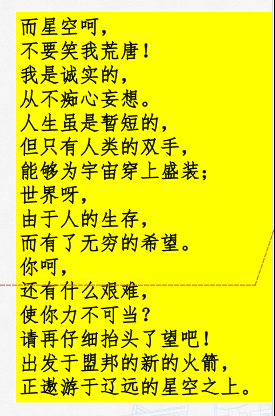 而星空呵，
不要笑我荒唐！
我是诚实的，
从不痴心妄想。
人生虽是暂短的，
但只有人类的双手，
能够为宇宙穿上盛装；
世界呀，
由于人的生存，
而有了无穷的希望。
你呵，
还有什么艰难，
使你力不可当？
请再仔细抬头了望吧！
出发于盟邦的新的火箭，
正遨游于辽远的星空之上。